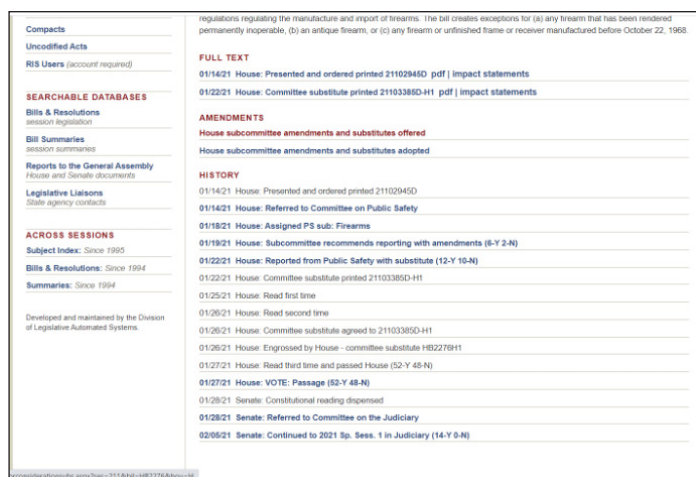 regulations regulating the manufacture and import of firearms. The bill creates exceptions for (a) any firearm that has been rendered
permanently inoperable, (b) an antique firearm, or (c) any firearm or unfinished frame or receiver manufactured before October 22, 1968.
Compacts
Uncodified Acts
RIS Users (account required)
SEARCHABLE DATABASES
Bills & Resolutions
session legislation
Bill Summaries
session summaries
Reports to the General Assembly
House and Senate documents
Legislative Liaisons
State agency contacts
ACROSS SESSIONS
Subject Index: Since 1995
Bills & Resolutions: Since 1994
Summaries: Since 1994
Developed and maintained by the Division
of Legislative Automated Systems.
FULL TEXT
01/14/21 House: Presented and ordered printed 21102945D pdf | impact statements
01/22/21 House: Committee substitute printed 21103385D-H1 pdf | impact statements
AMENDMENTS
House subcommittee amendments and substitutes offered
House subcommittee amendments and substitutes adopted
HISTORY
01/14/21 House: Presented and ordered printed 21102945D
01/14/21 House: Referred to Committee on Public Safety
01/18/21 House: Assigned PS sub: Firearms
01/19/21 House: Subcommittee recommends reporting with amendments (6-Y 2-N)
01/22/21 House: Reported from Public Safety with substitute (12-Y 10-N)
01/22/21 House: Committee substitute printed 21103385D-H1
01/25/21 House: Read first time
01/26/21 House: Read second time
01/26/21 House: Committee substitute agreed to 21103385D-H1
01/26/21 House: Engrossed by House - committee substitute HB2276H1
01/27/21 House: Read third time and passed House (52-Y 48-N)
01/27/21 House: VOTE: Passage (52-Y 48-N)
01/28/21 Senate: Constitutional reading dispensed
01/28/21 Senate: Referred to Committee on the Judiciary
02/05/21 Senate: Continued to 2021 Sp. Sess. 1 in Judiciary (14-Y 0-N)